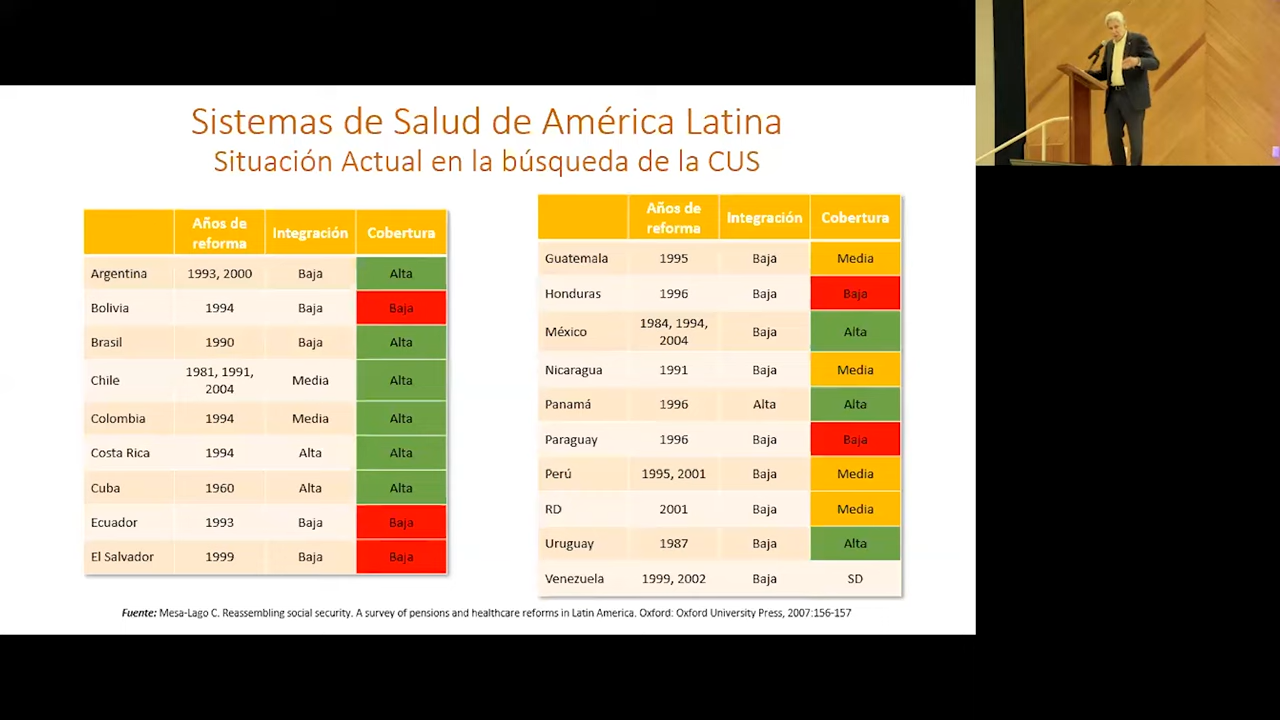 Sistemas de Salud de América Latina
Situación Actual en la búsqueda de la CUS
Años de reforma Integración Cobertura
Argentina 1993, 2000 Baja Alta
Bolivia 1994 Baja Baja
Brasil 1990 Baja Alta
Chile 1981, 1991, 2004 Media Alta
Colombia 1994 Media Alta
Costa Rica 1994 Alta Alta
Cuba 1960 Alta Alta
Ecuador 1993 Baja Baja
El Salvador 1999 Baja Baja
Años de reforma Integración Cobertura
Guatemala 1995 Baja Media
Honduras 1996 Baja Baja
México 1984, 1994, 2004 Baja Alta
Nicaragua 1991 Baja Media
Panamá 1996 Alta Alta
Paraguay 1996 Baja Baja
Perú 1995, 2001 Baja Media
RD 2001 Baja Media
Uruguay 1987 Baja Alta
Venezuela 1999, 2002 Baja SD
Fuente: Mesa-Lago C. Reassembling social security. A survey of pensions and healthcare reforms in Latin America. Oxford: Oxford University Press, 2007:156-157